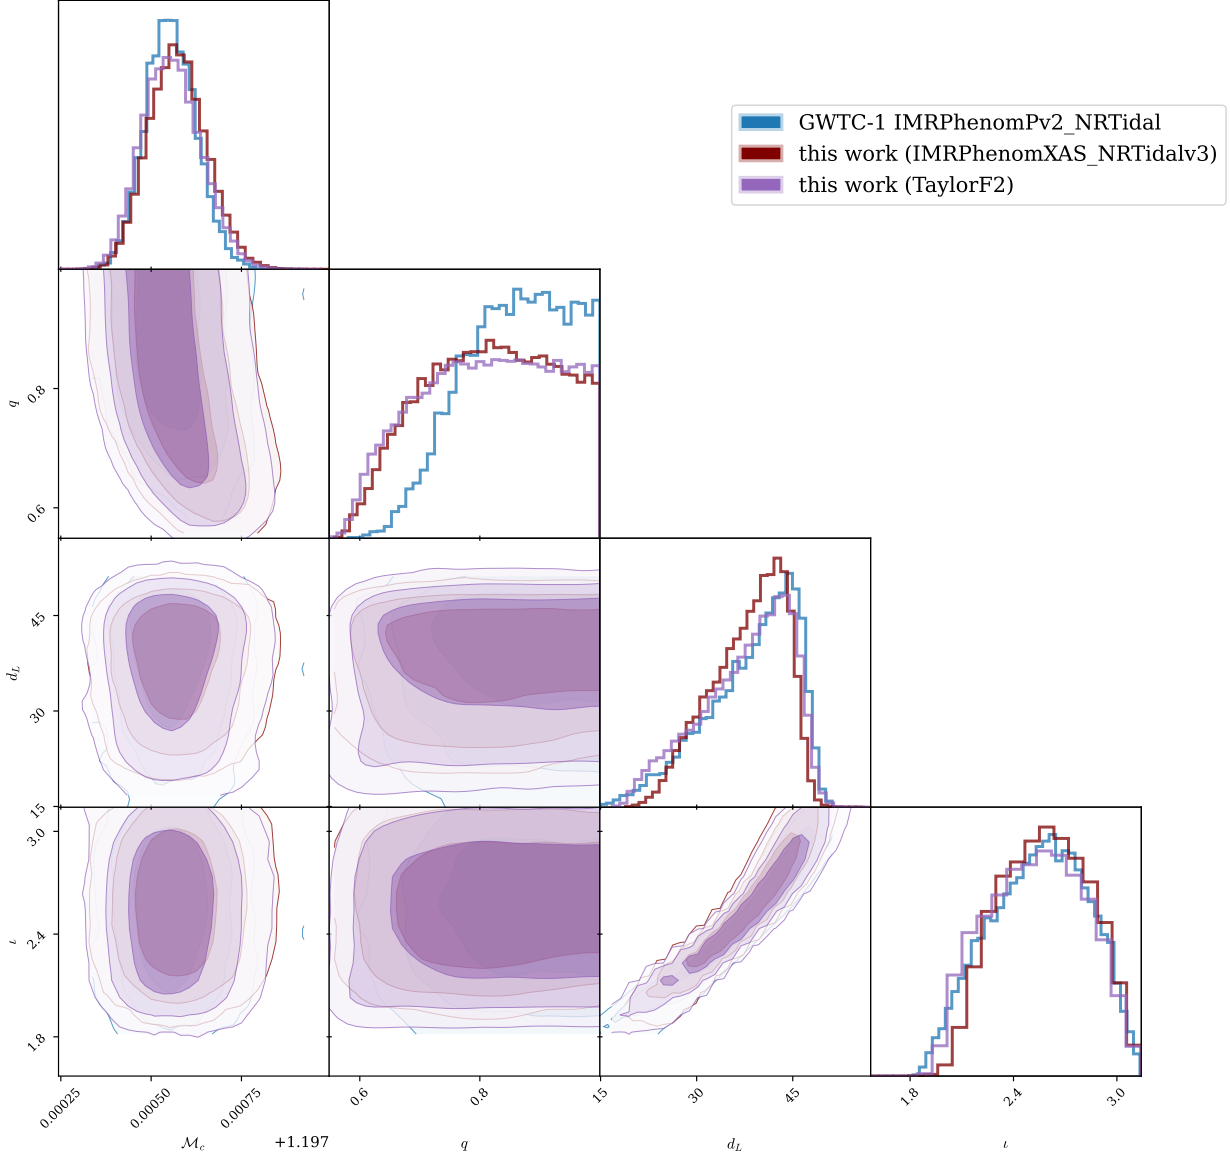 GWTC-1 IMRPhenomPv2_NRTidal
this work (IMRPhenomXAS_NRTidalv3)
this work (TaylorF2)
q
0.8
0.6
d_L
45
30
15
ι
3.0
2.4
1.8
0.00025 0.00050 0.00075 0.6 0.8 15 30 45 1.8 2.4 3.0
ℳ_c +1.197 q d_L ι